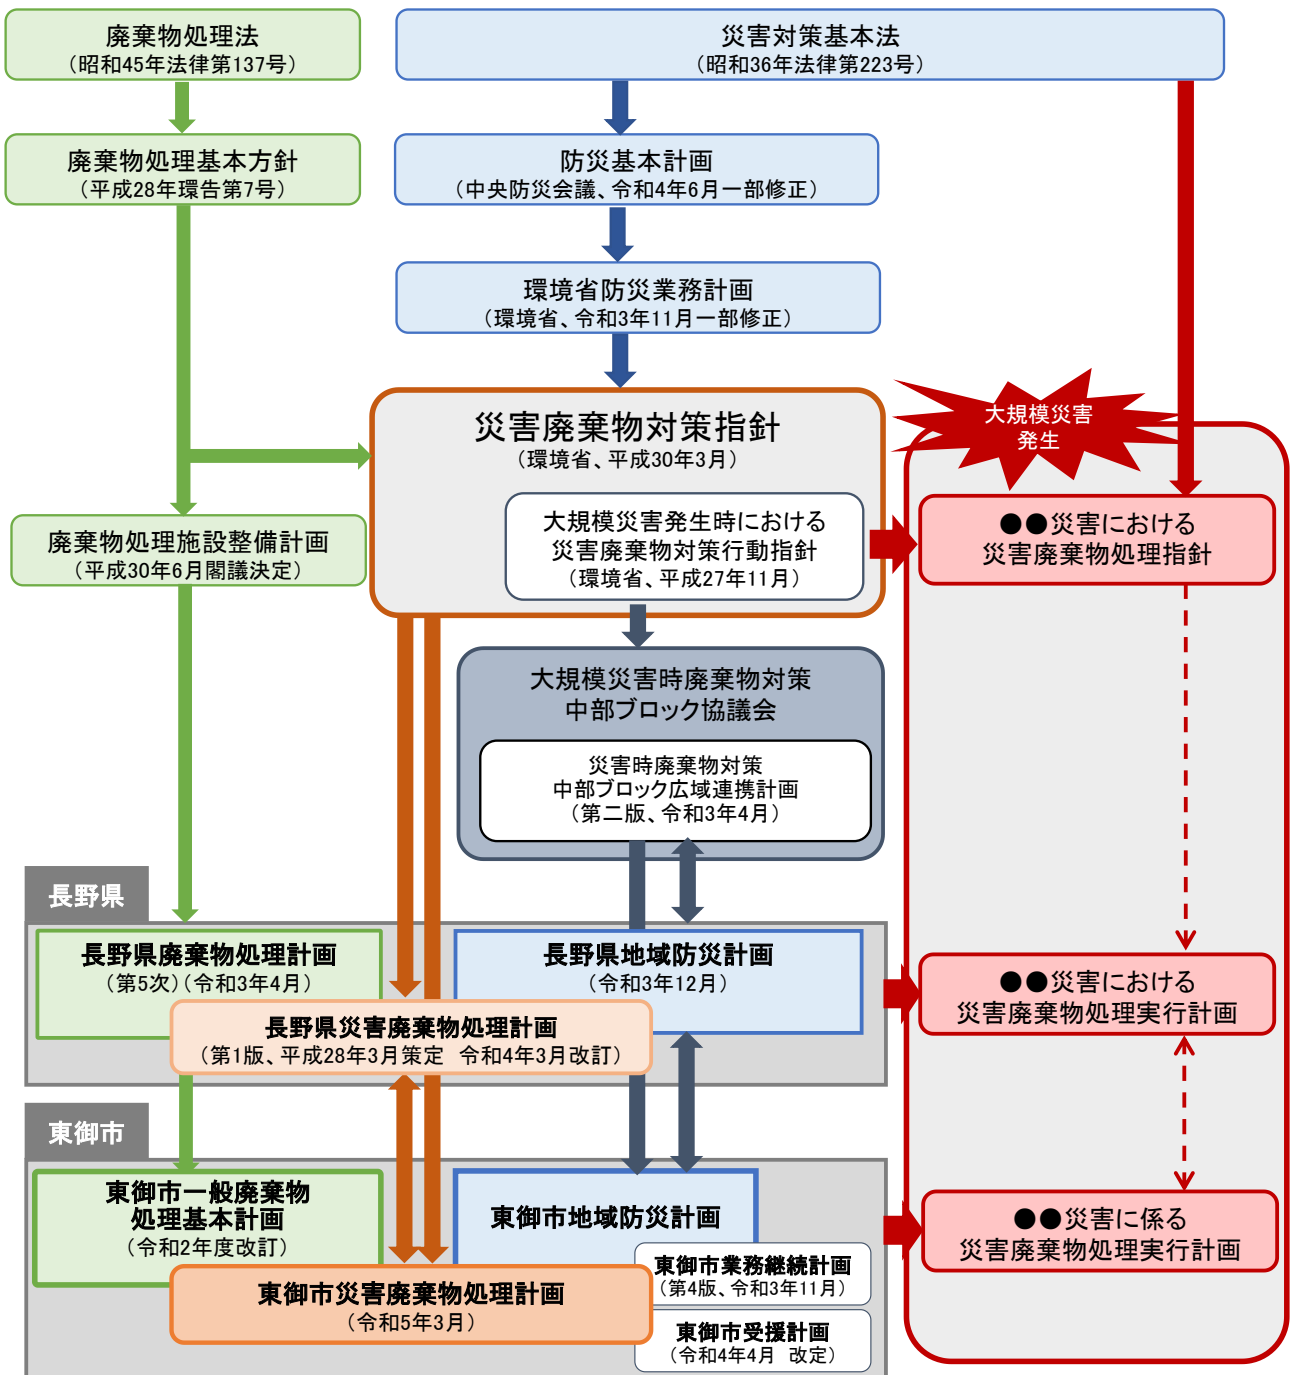 廃棄物処理法
（昭和45年法律第137号）
災害対策基本法
（昭和36年法律第223号）
廃棄物処理基本方針
（平成28年環告第7号）
防災基本計画
（中央防災会議、令和4年6月一部修正）
環境省防災業務計画
（環境省、令和3年11月一部修正）
災害廃棄物対策指針
（環境省、平成30年3月）
大規模災害発生時における
災害廃棄物対策行動指針
（環境省、平成27年11月）
大規模災害
発生
●●災害における
災害廃棄物処理指針
廃棄物処理施設整備計画
（平成30年6月閣議決定）
大規模災害時廃棄物対策
中部ブロック協議会
災害時廃棄物対策
中部ブロック広域連携計画
（第二版、令和3年4月）
長野県
長野県廃棄物処理計画
（第5次）（令和3年4月）
長野県地域防災計画
（令和3年12月）
長野県災害廃棄物処理計画
（第1版、平成28年3月策定　令和4年3月改訂）
●●災害における
災害廃棄物処理実行計画
東御市
東御市一般廃棄物
処理基本計画
（令和2年度改訂）
東御市地域防災計画
東御市業務継続計画
（第4版、令和3年11月）
東御市災害廃棄物処理計画
（令和5年3月）
東御市受援計画
（令和4年4月　改定）
●●災害に係る
災害廃棄物処理実行計画